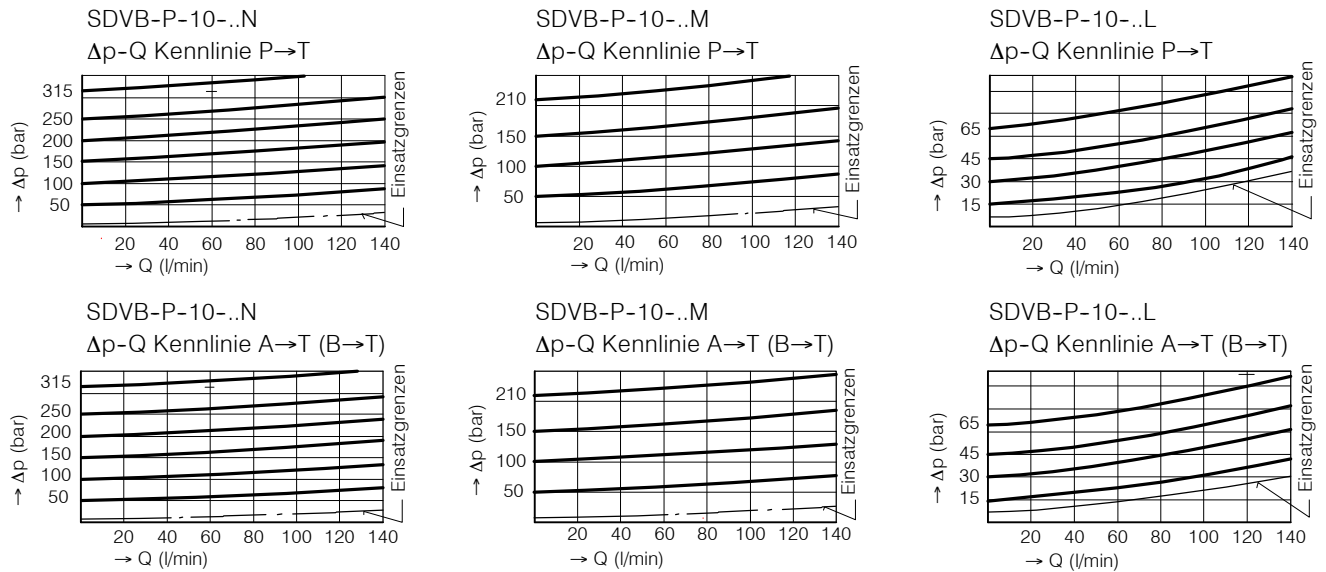 SDVB-P-10-..N
Δp-Q Kennlinie P→T
315
250
200
150
100
50
→ Δp (bar)
20 40 60 80 100 120 140
→ Q (l/min)
Einsatzgrenzen
SDVB-P-10-..M
Δp-Q Kennlinie P→T
210
150
100
50
→ Δp (bar)
20 40 60 80 100 120 140
→ Q (l/min)
Einsatzgrenzen
SDVB-P-10-..L
Δp-Q Kennlinie P→T
65
45
30
15
→ Δp (bar)
20 40 60 80 100 120 140
→ Q (l/min)
Einsatzgrenzen
SDVB-P-10-..N
Δp-Q Kennlinie A→T (B→T)
315
250
200
150
100
50
→ Δp (bar)
20 40 60 80 100 120 140
→ Q (l/min)
Einsatzgrenzen
SDVB-P-10-..M
Δp-Q Kennlinie A→T (B→T)
210
150
100
50
→ Δp (bar)
20 40 60 80 100 120 140
→ Q (l/min)
Einsatzgrenzen
SDVB-P-10-..L
Δp-Q Kennlinie A→T (B→T)
65
45
30
15
→ Δp (bar)
20 40 60 80 100 120 140
→ Q (l/min)
Einsatzgrenzen